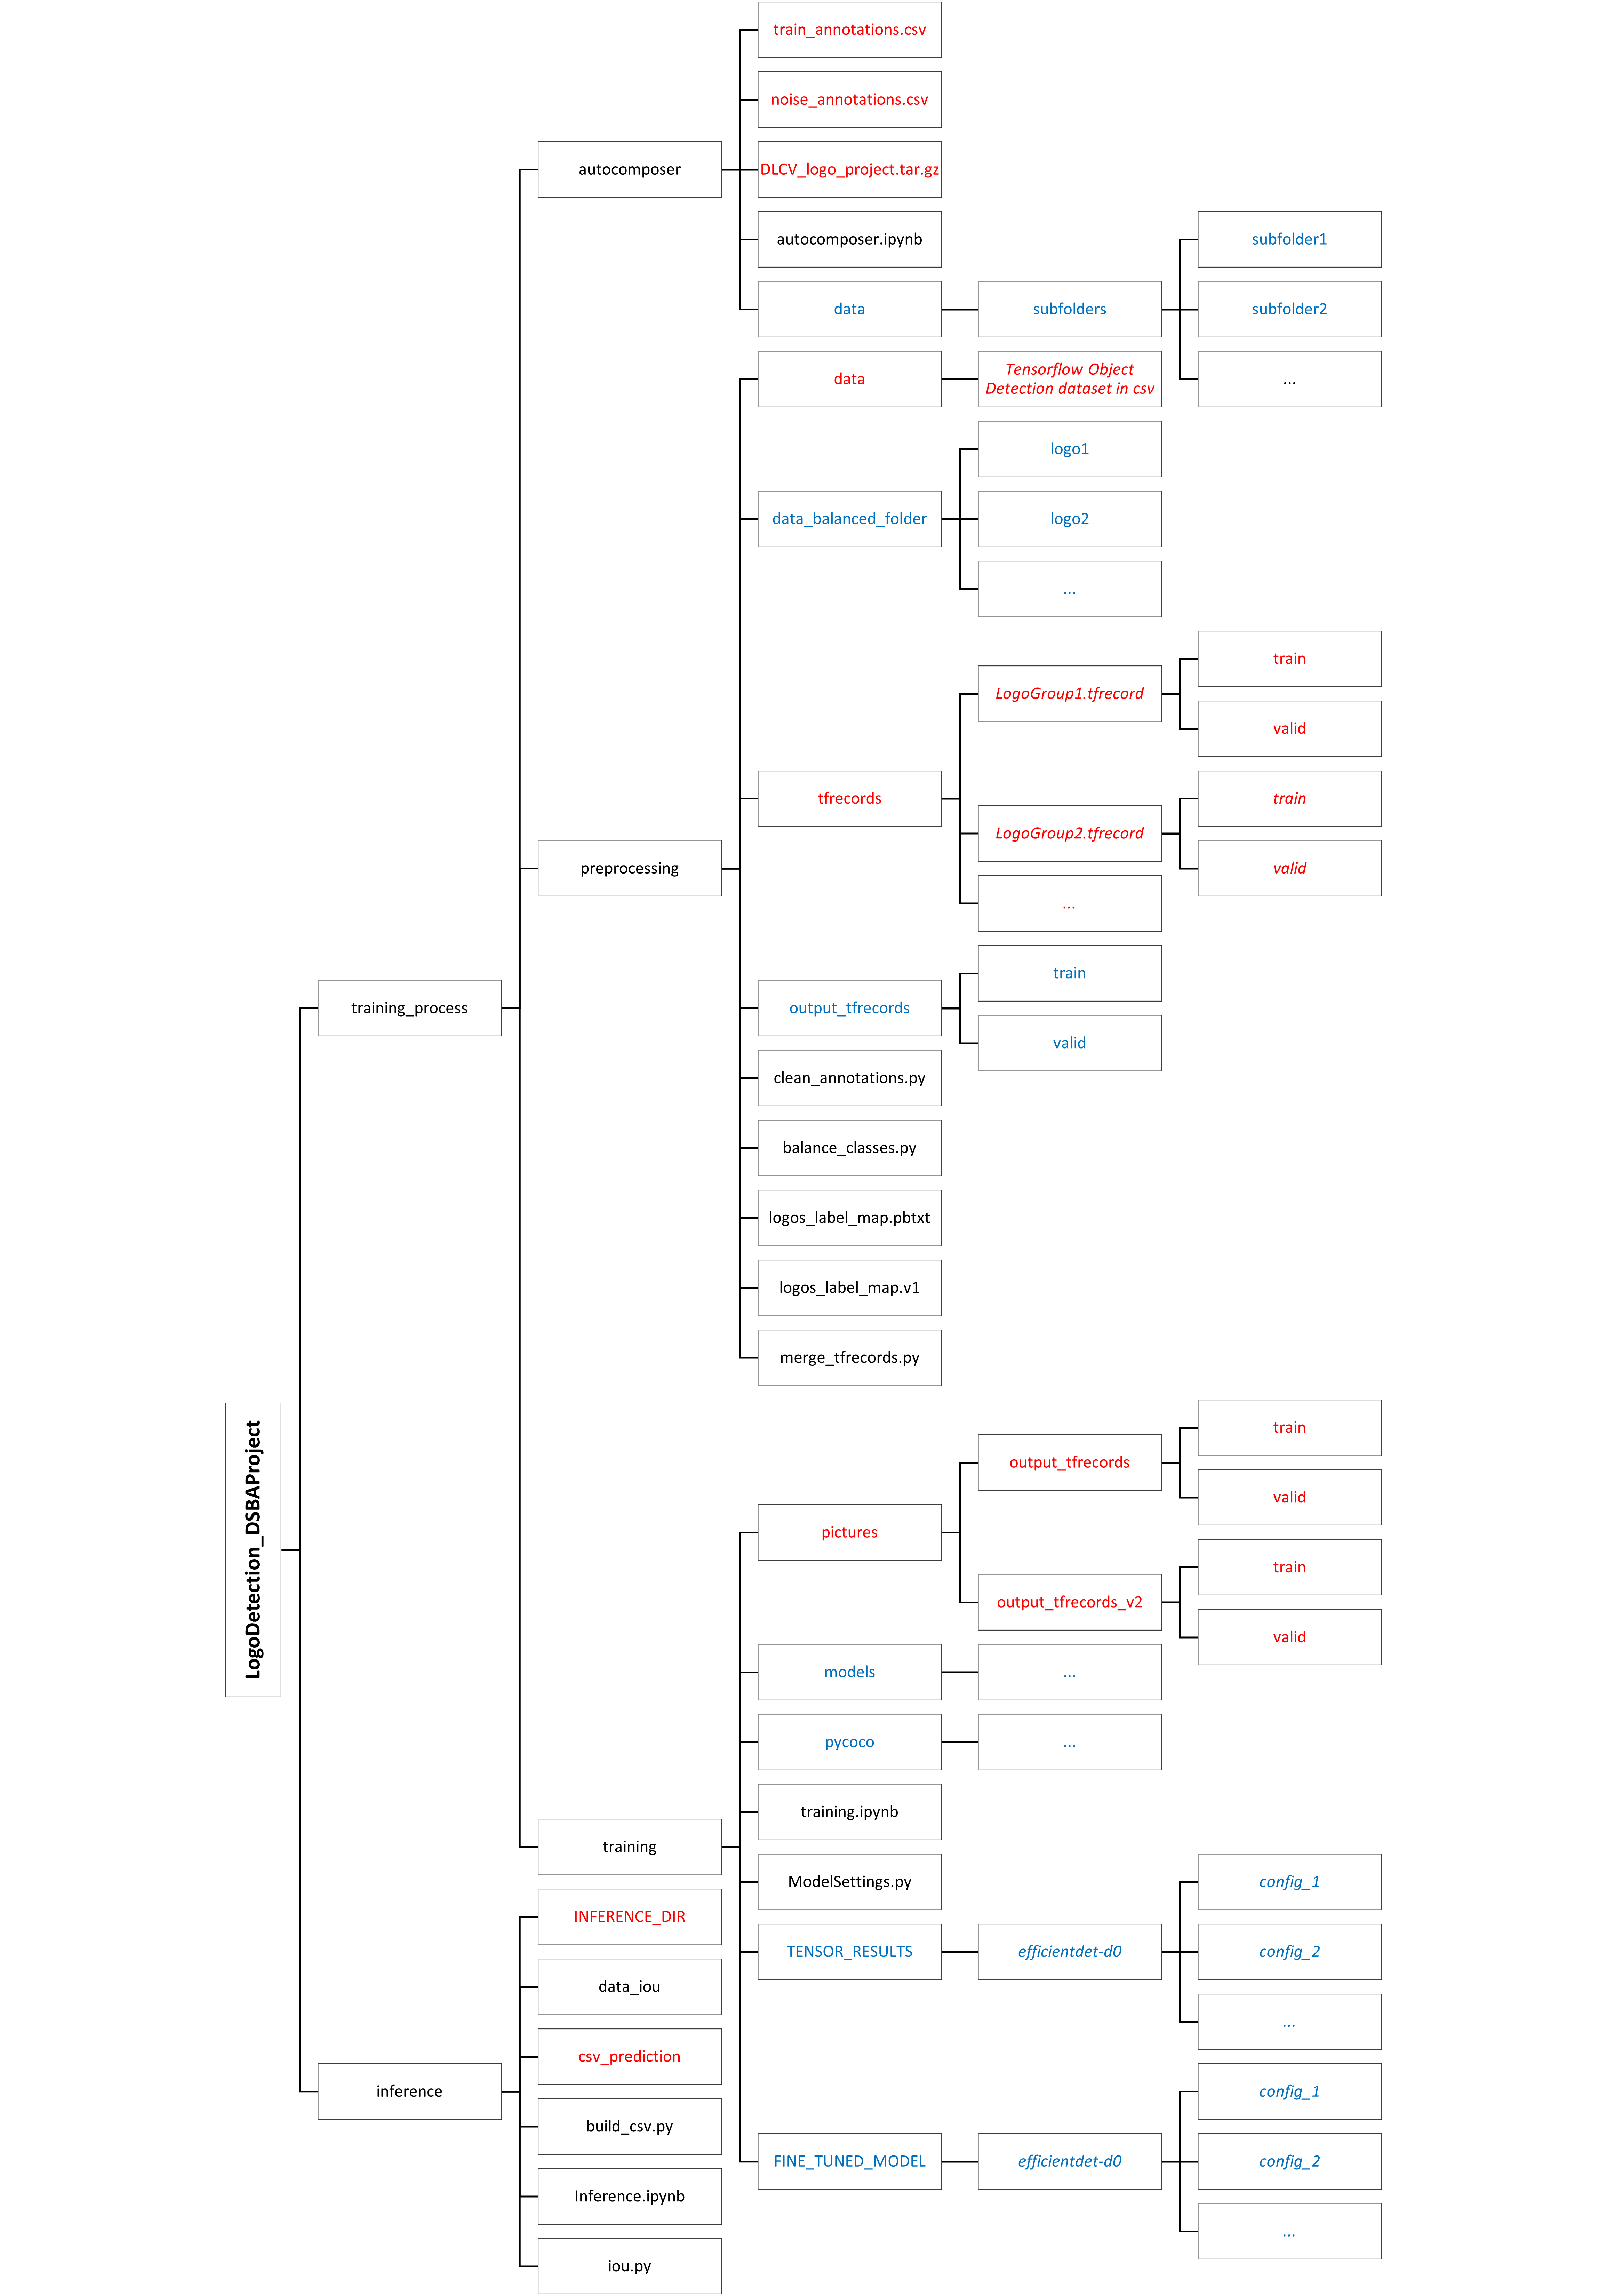 LogoDetection_DSBAProject
training_process
autocomposer
train_annotations.csv
noise_annotations.csv
DLCV_logo_project.tar.gz
autocomposer.ipynb
data
subfolders
subfolder1
subfolder2
...
preprocessing
data
Tensorflow Object
Detection dataset in csv
data_balanced_folder
logo1
logo2
...
tfrecords
LogoGroup1.tfrecord
train
valid
LogoGroup2.tfrecord
train
valid
...
output_tfrecords
train
valid
clean_annotations.py
balance_classes.py
logos_label_map.pbtxt
logos_label_map.v1
merge_tfrecords.py
training
pictures
output_tfrecords
train
valid
output_tfrecords_v2
train
valid
models
...
pycoco
...
training.ipynb
ModelSettings.py
TENSOR_RESULTS
efficientdet-d0
config_1
config_2
...
FINE_TUNED_MODEL
efficientdet-d0
config_1
config_2
...
inference
INFERENCE_DIR
data_iou
csv_prediction
build_csv.py
Inference.ipynb
iou.py